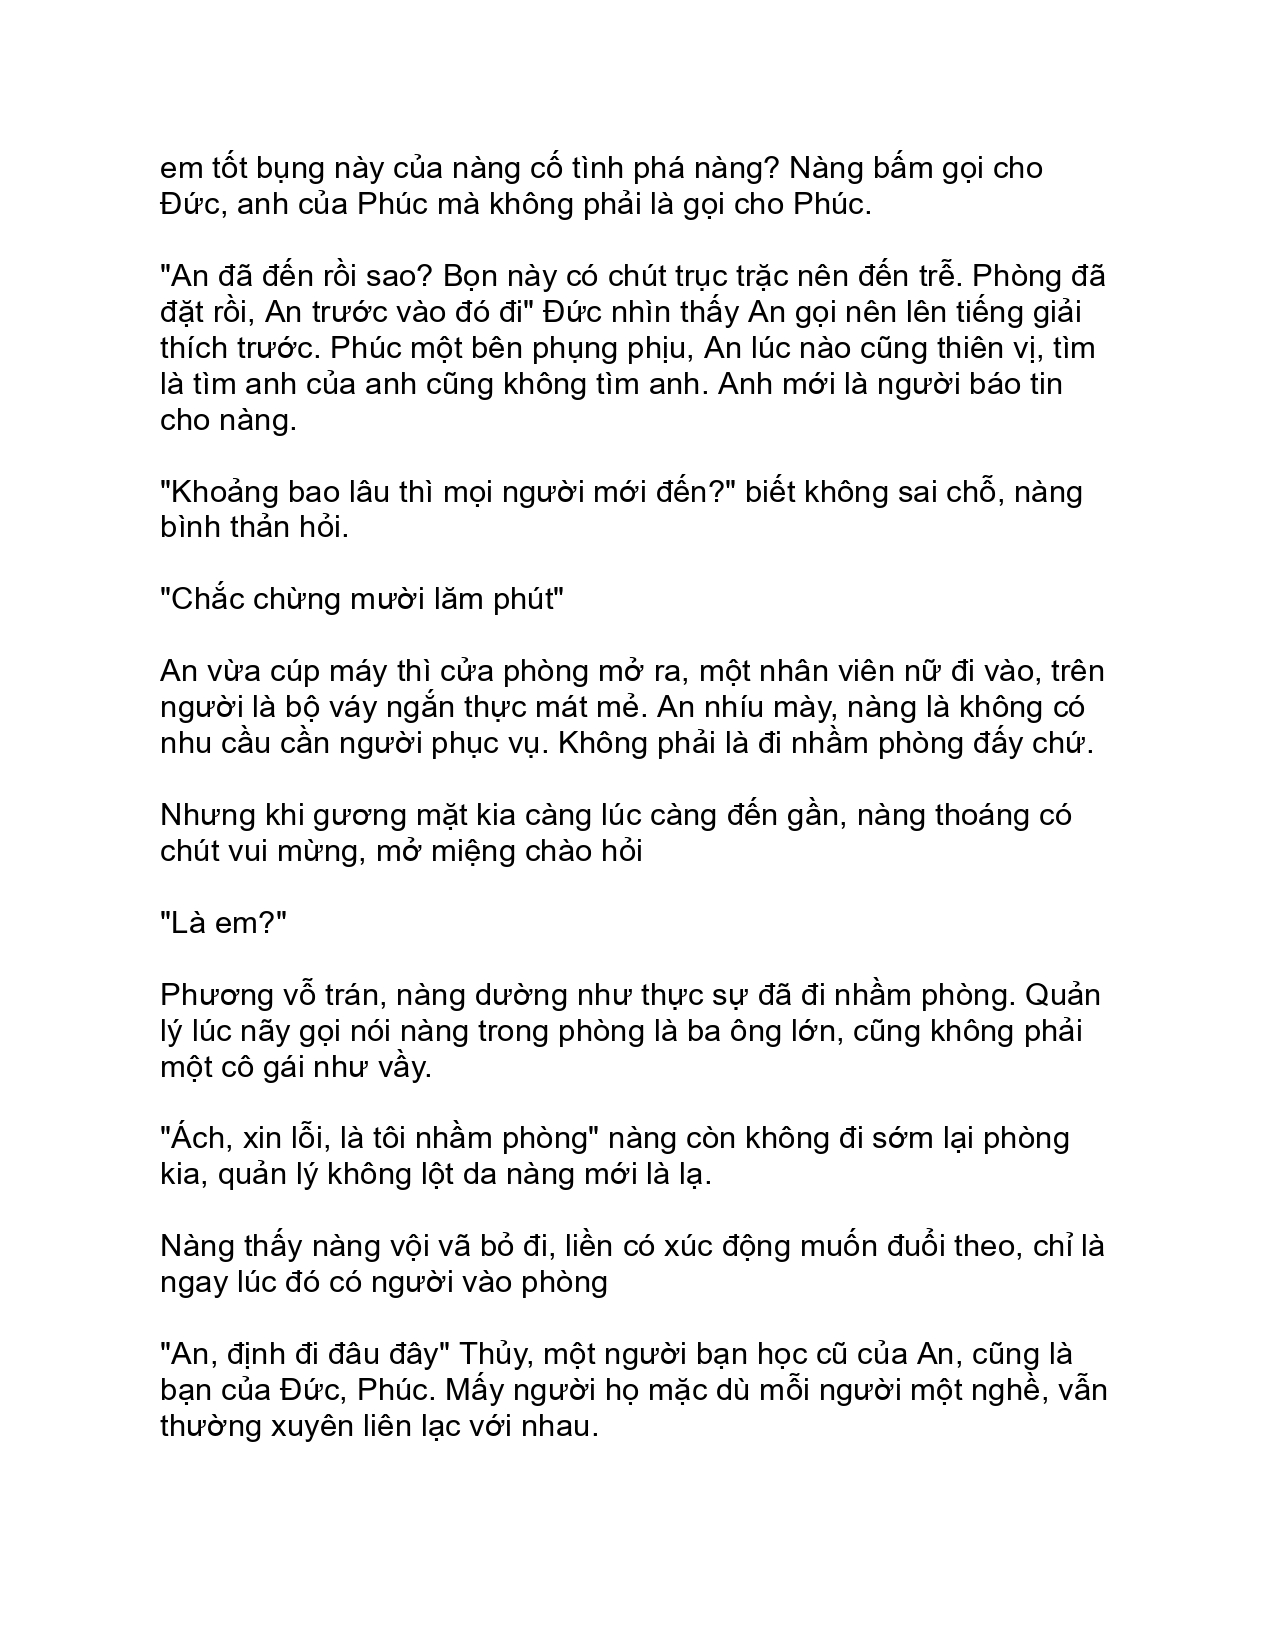 em tốt bụng này của nàng cố tình phá nàng? Nàng bấm gọi cho
Đức, anh của Phúc mà không phải là gọi cho Phúc.
"An đã đến rồi sao? Bọn này có chút trục trặc nên đến trễ. Phòng đã
đặt rồi, An trước vào đó đi" Đức nhìn thấy An gọi nên lên tiếng giải
thích trước. Phúc một bên phụng phịu, An lúc nào cũng thiên vị, tìm
là tìm anh của anh cũng không tìm anh. Anh mới là người báo tin
cho nàng.
"Khoảng bao lâu thì mọi người mới đến?" biết không sai chỗ, nàng
bình thản hỏi.
"Chắc chừng mười lăm phút"
An vừa cúp máy thì cửa phòng mở ra, một nhân viên nữ đi vào, trên
người là bộ váy ngắn thực mát mẻ. An nhíu mày, nàng là không có
nhu cầu cần người phục vụ. Không phải là đi nhầm phòng đấy chứ.
Nhưng khi gương mặt kia càng lúc càng đến gần, nàng thoáng có
chút vui mừng, mở miệng chào hỏi
"Là em?"
Phương vỗ trán, nàng dường như thực sự đã đi nhầm phòng. Quản
lý lúc nãy gọi nói nàng trong phòng là ba ông lớn, cũng không phải
một cô gái như vầy.
"Ách, xin lỗi, là tôi nhầm phòng" nàng còn không đi sớm lại phòng
kia, quản lý không lột da nàng mới là lạ.
Nàng thấy nàng vội vã bỏ đi, liền có xúc động muốn đuổi theo, chỉ là
ngay lúc đó có người vào phòng
"An, định đi đâu đây" Thủy, một người bạn học cũ của An, cũng là
bạn của Đức, Phúc. Mấy người họ mặc dù mỗi người một nghề, vẫn
thường xuyên liên lạc với nhau.